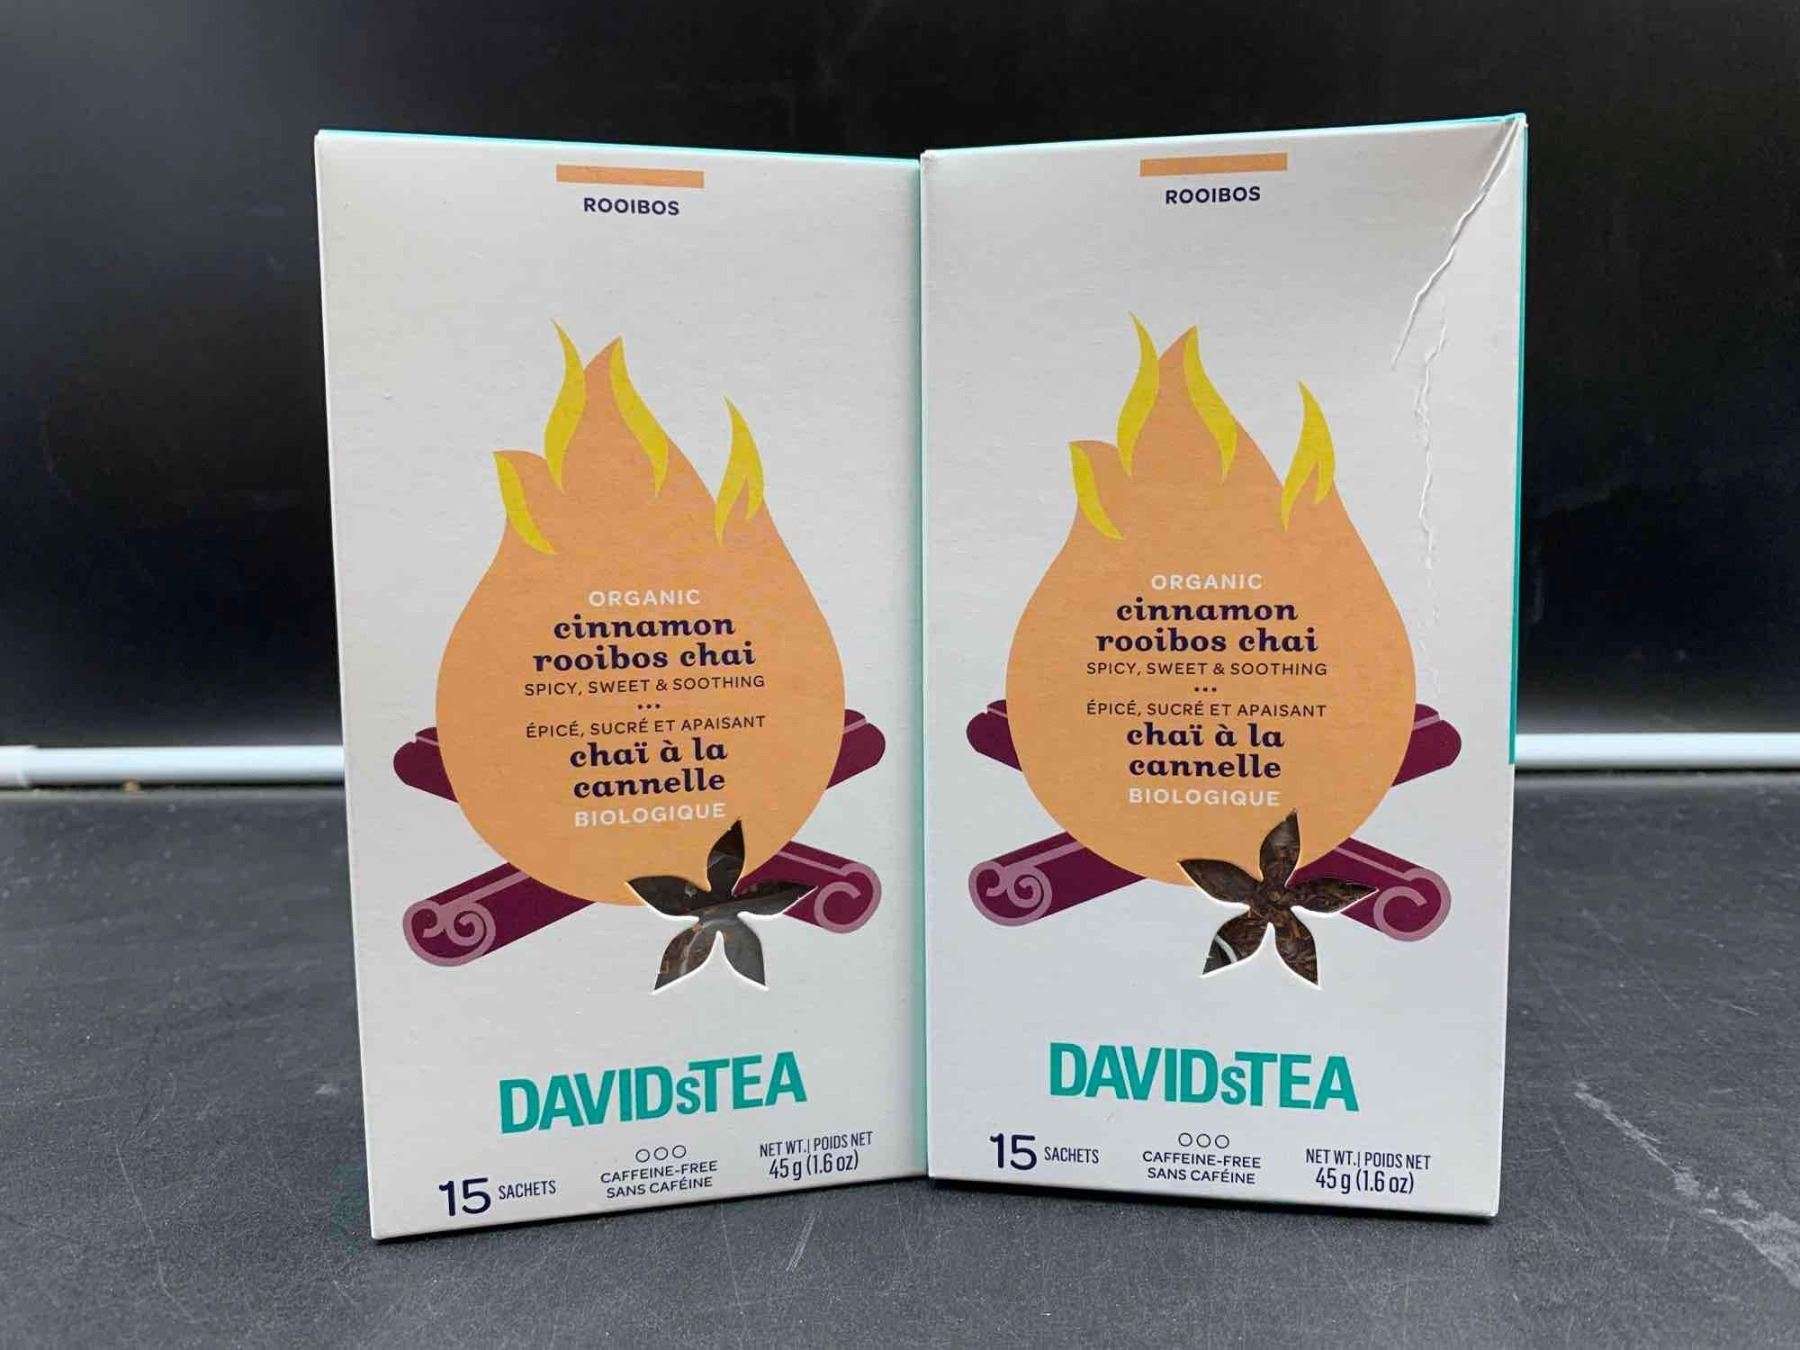 ROOIBOS
ORGANIC
cinnamon
rooibos chai
SPICY, SWEET & SOOTHING
...
ÉPICÉ, SUCRÉ ET APAISANT
chaï à la
cannelle
BIOLOGIQUE
DAVIDsTEA
15 SACHETS
CAFFEINE-FREE
SANS CAFÉINE
NET WT. | POIDS NET
45 g (1.6 oz)
ROOIBOS
ORGANIC
cinnamon
rooibos chai
SPICY, SWEET & SOOTHING
...
ÉPICÉ, SUCRÉ ET APAISANT
chaï à la
cannelle
BIOLOGIQUE
DAVIDsTEA
15 SACHETS
CAFFEINE-FREE
SANS CAFÉINE
NET WT. | POIDS NET
45 g (1.6 oz)